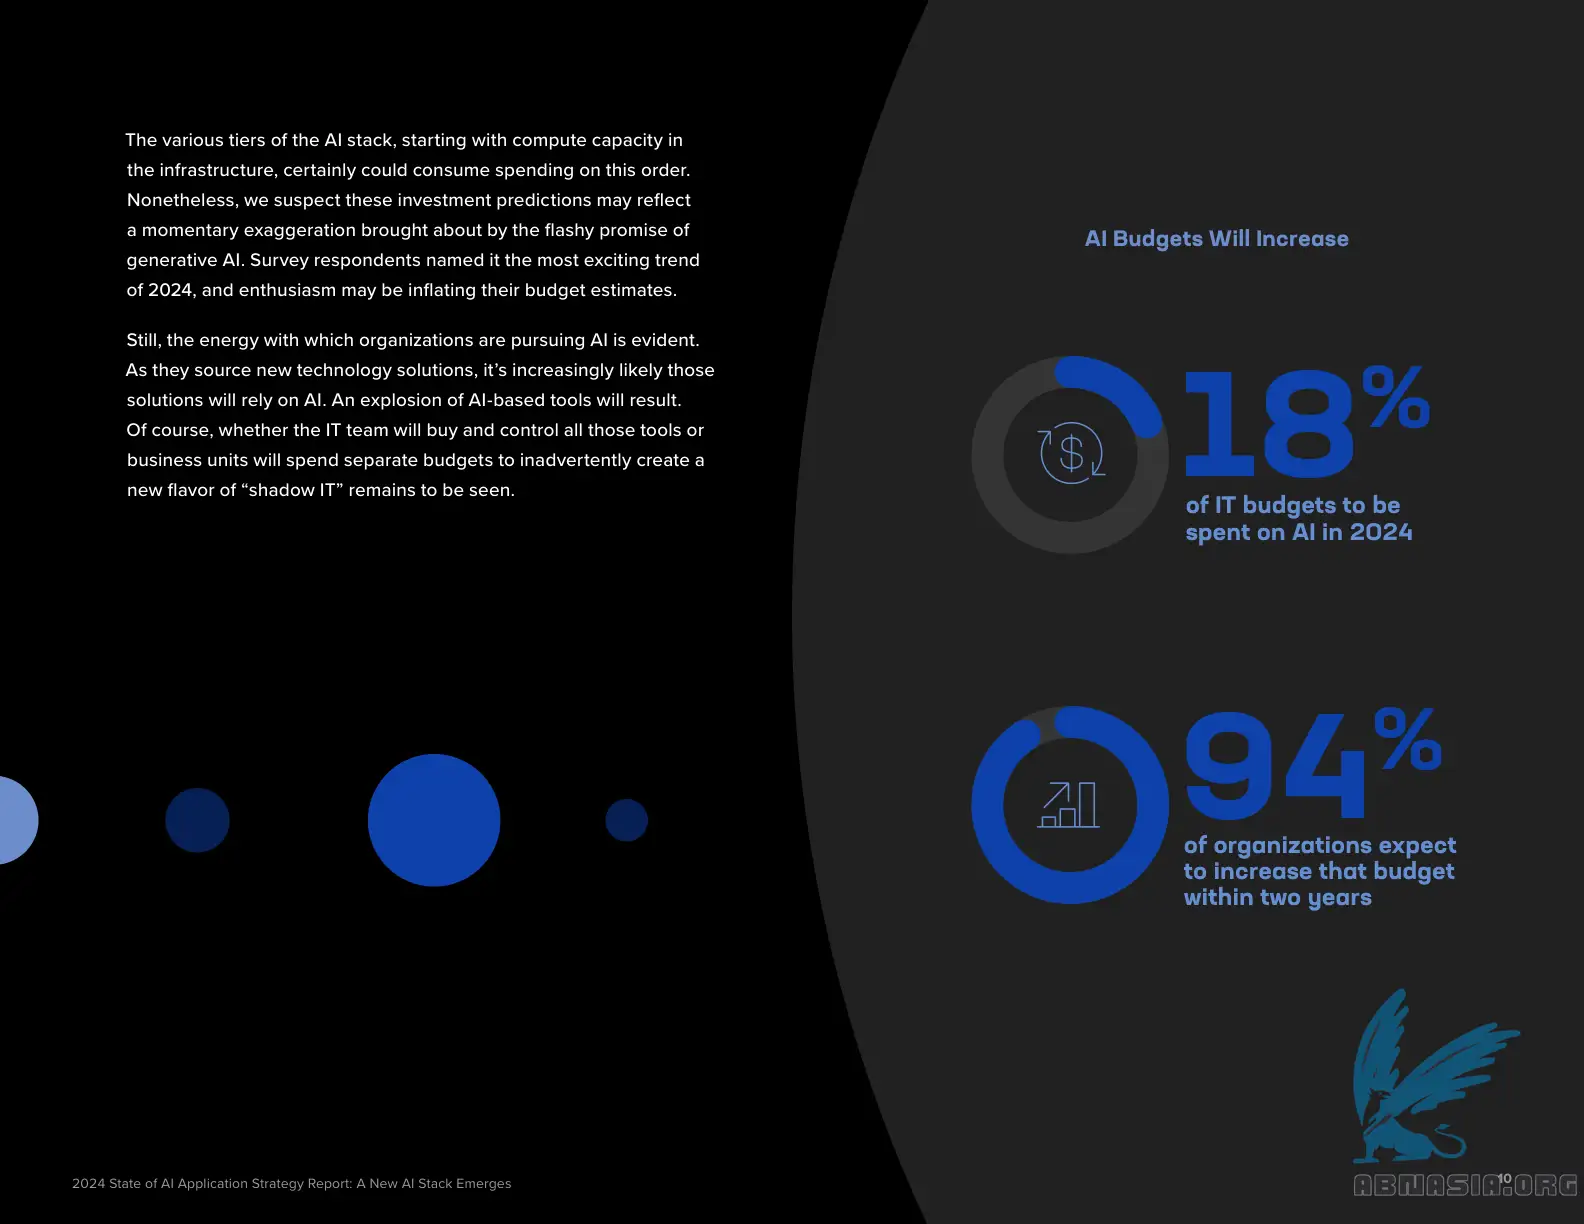 The various tiers of the AI stack, starting with compute capacity in
the infrastructure, certainly could consume spending on this order.
Nonetheless, we suspect these investment predictions may reflect
a momentary exaggeration brought about by the flashy promise of
generative AI. Survey respondents named it the most exciting trend
of 2024, and enthusiasm may be inflating their budget estimates.
Still, the energy with which organizations are pursuing AI is evident.
As they source new technology solutions, it’s increasingly likely those
solutions will rely on AI. An explosion of AI-based tools will result.
Of course, whether the IT team will buy and control all those tools or
business units will spend separate budgets to inadvertently create a
new flavor of “shadow IT” remains to be seen.
AI Budgets Will Increase
$
18%
of IT budgets to be
spent on AI in 2024
94%
of organizations expect
to increase that budget
within two years
2024 State of AI Application Strategy Report: A New AI Stack Emerges
10
ABNASIA.ORG